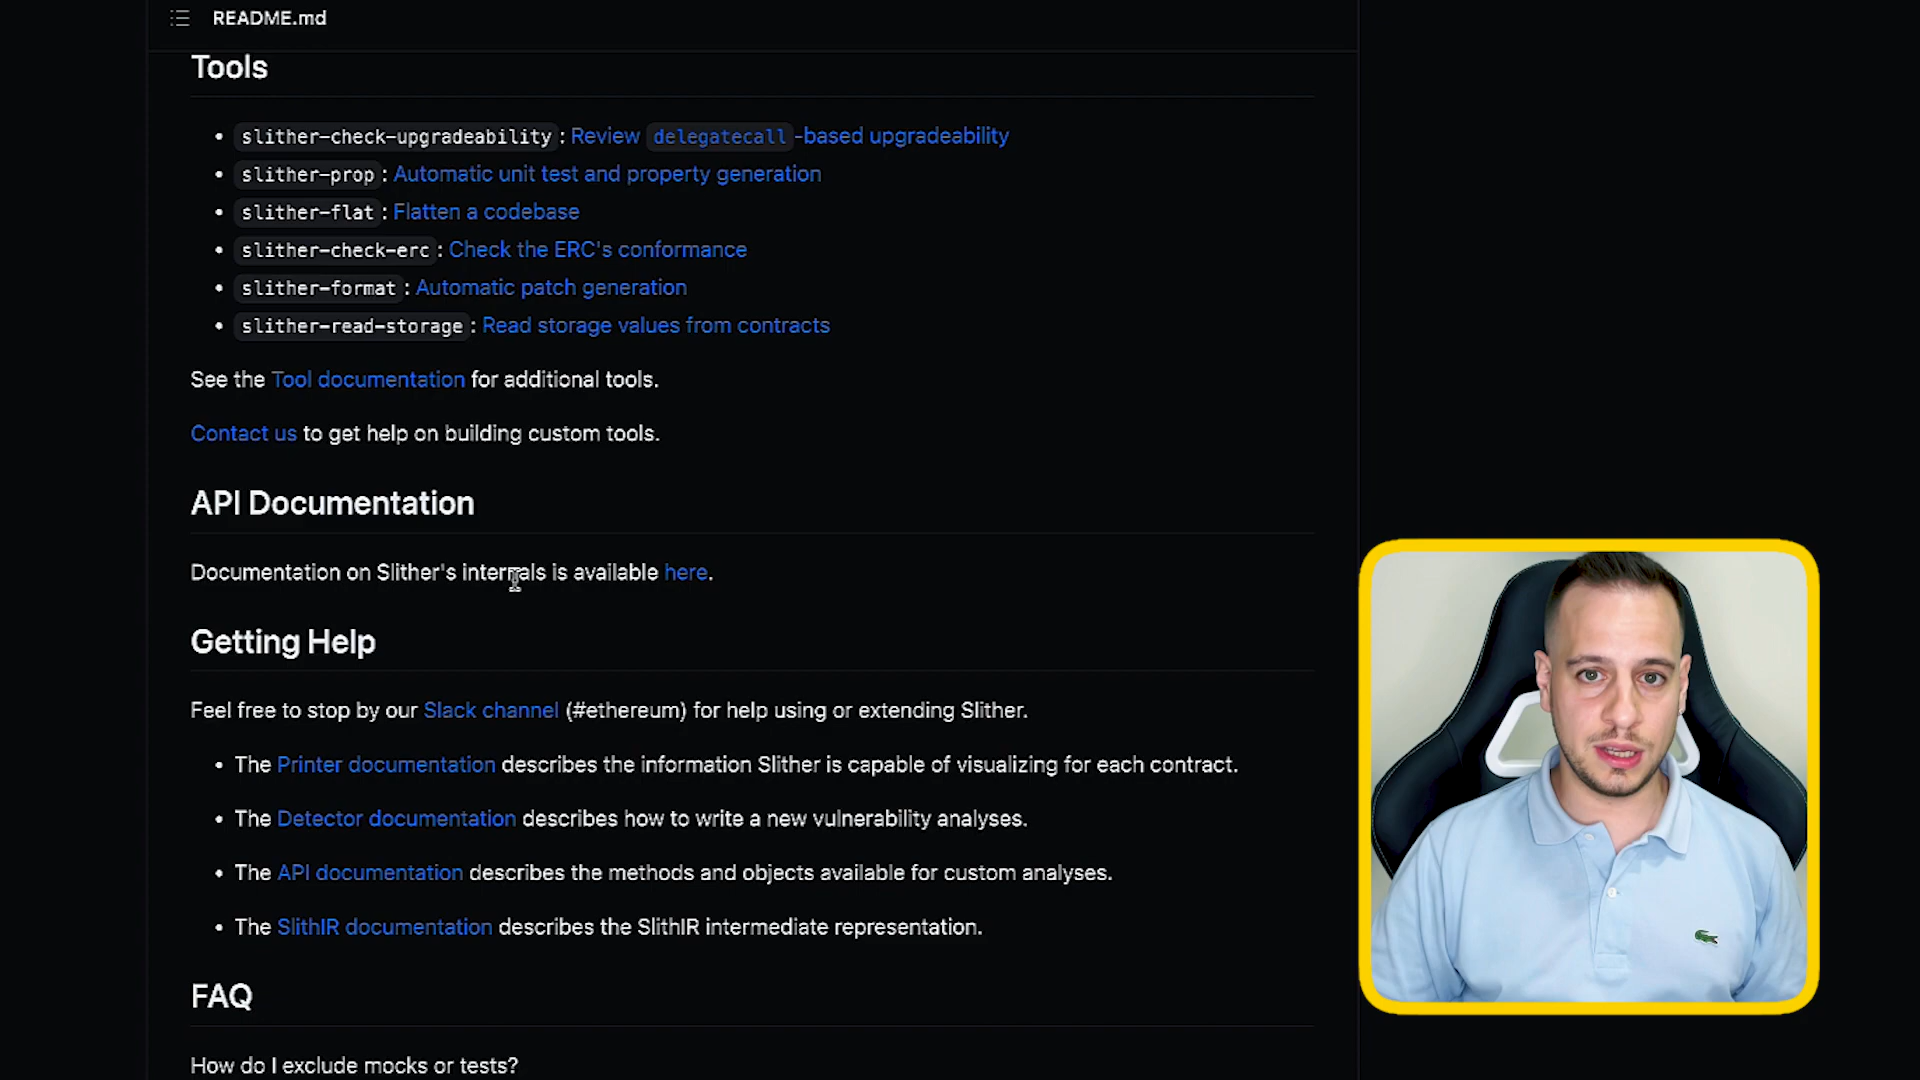 README.md
Tools
slither-check-upgradeability: Review delegatecall-based upgradeability
slither-prop: Automatic unit test and property generation
slither-flat: Flatten a codebase
slither-check-erc: Check the ERC's conformance
slither-format: Automatic patch generation
slither-read-storage: Read storage values from contracts
See the Tool documentation for additional tools.
Contact us to get help on building custom tools.
API Documentation
Documentation on Slither's internals is available here.
Getting Help
Feel free to stop by our Slack channel (#ethereum) for help using or extending Slither.
The Printer documentation describes the information Slither is capable of visualizing for each contract.
The Detector documentation describes how to write a new vulnerability analyses.
The API documentation describes the methods and objects available for custom analyses.
The SlithIR documentation describes the SlithIR intermediate representation.
FAQ
How do I exclude mocks or tests?